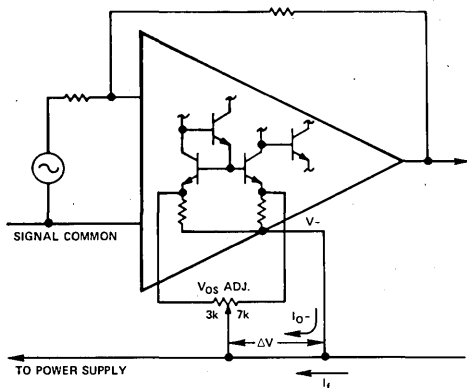 SIGNAL COMMON
V-
VOS ADJ.
3k 7k
IO-
ΔV
TO POWER SUPPLY
If